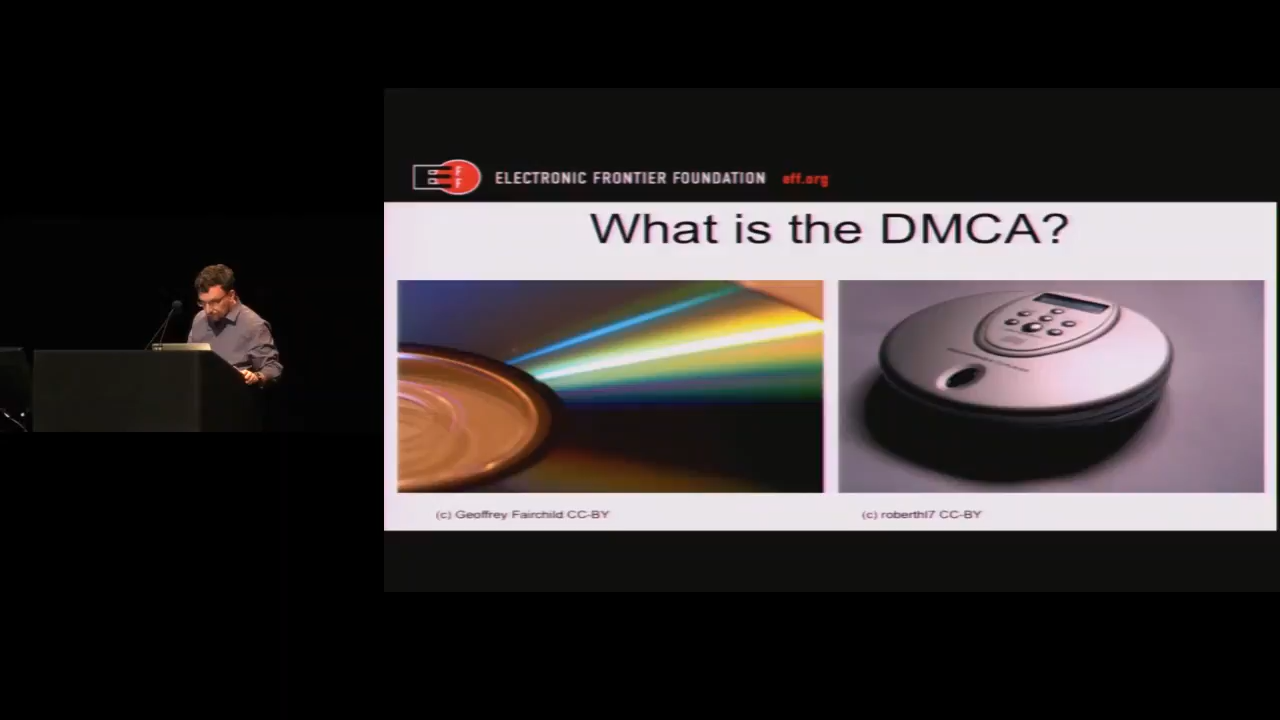 ELECTRONIC FRONTIER FOUNDATION eff.org
What is the DMCA?
(c) Geoffrey Fairchild CC-BY
(c) roberthl7 CC-BY